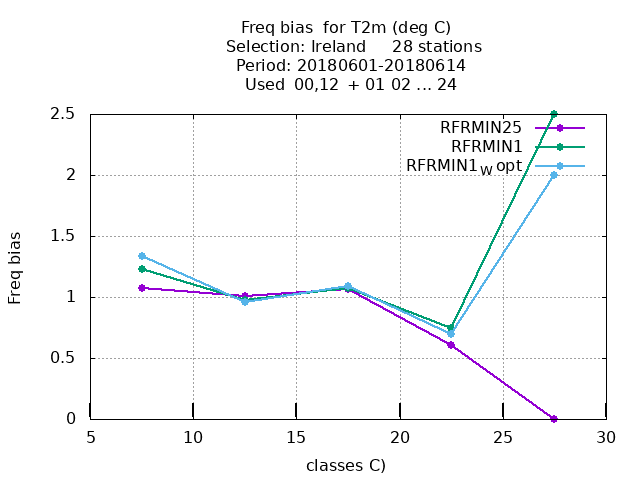 Freq bias  for T2m (deg C)
Selection: Ireland     28 stations
Period: 20180601-20180614
Used  00,12  + 01 02 ... 24
2.5
2
1.5
1
0.5
0
Freq bias
RFRMIN25
RFRMIN1
RFRMIN1W opt
5
10
15
20
25
30
classes C)